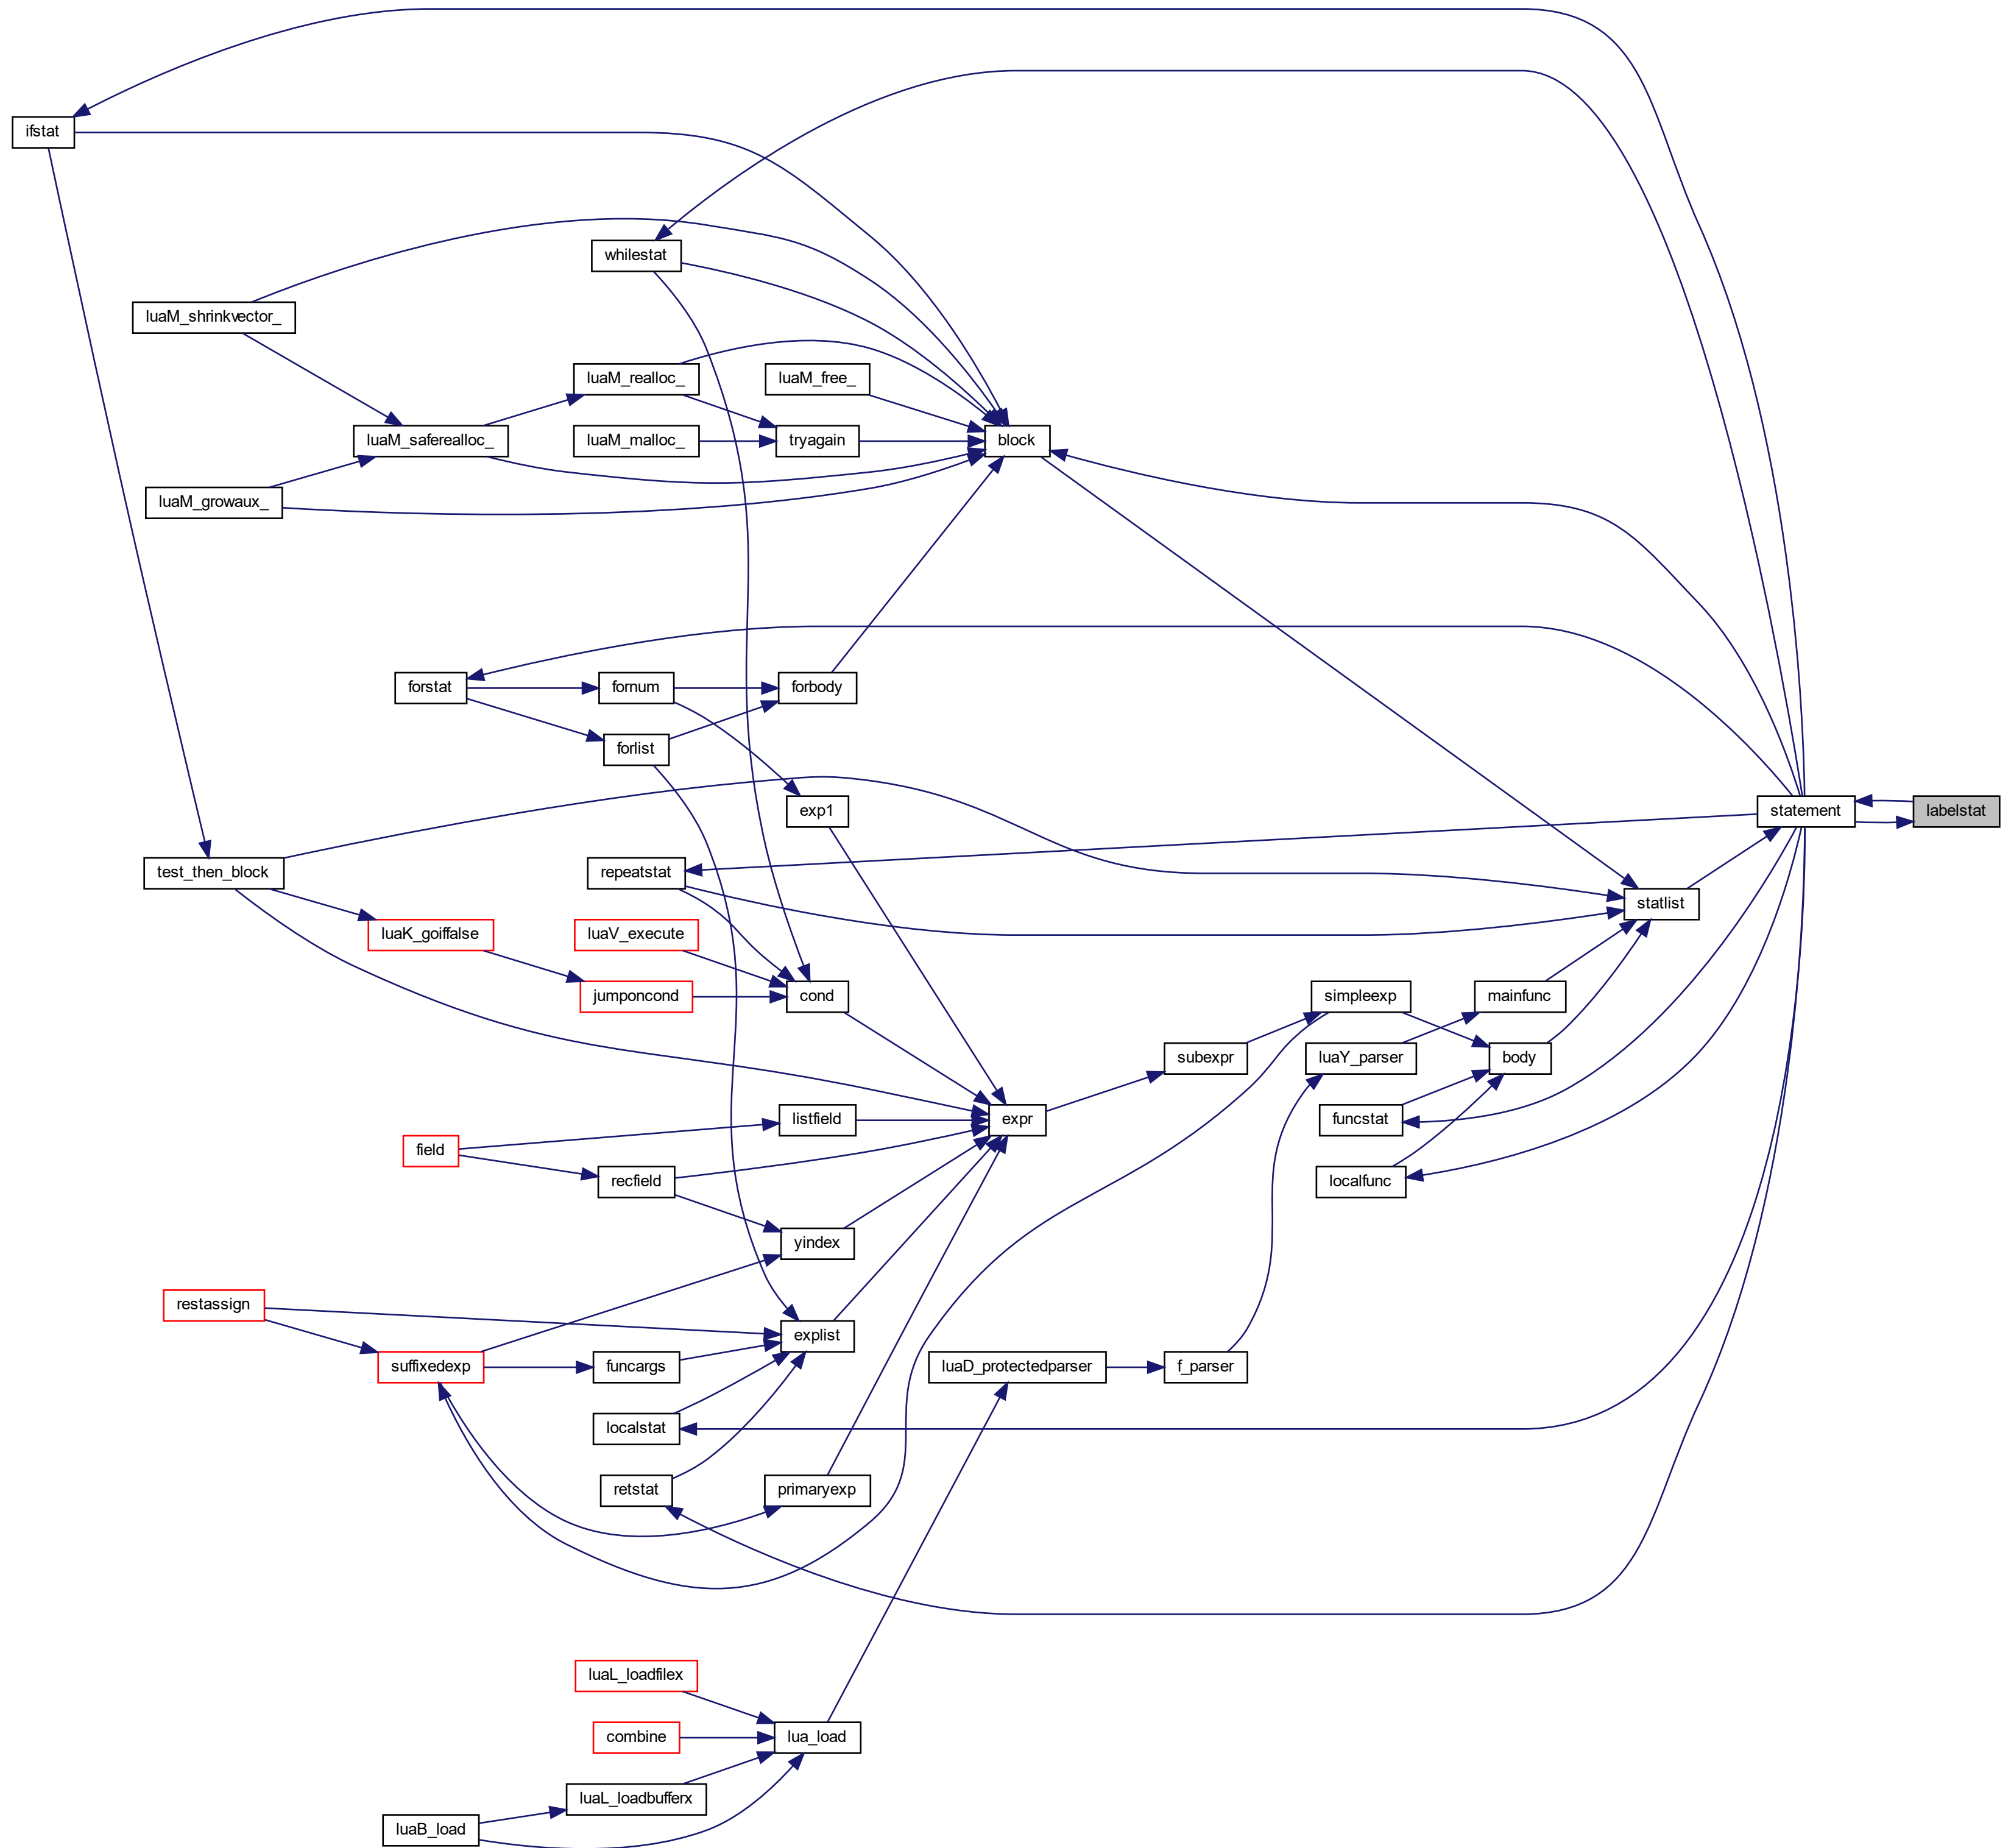 ifstat
whilestat
luaM_shrinkvector_
luaM_realloc_
luaM_free_
luaM_saferealloc_
luaM_malloc_
tryagain
block
luaM_growaux_
forstat
fornum
forbody
forlist
exp1
statement
labelstat
test_then_block
repeatstat
statlist
luaK_goiffalse
luaV_execute
jumponcond
cond
simpleexp
mainfunc
subexpr
luaY_parser
body
listfield
expr
funcstat
field
recfield
localfunc
yindex
restassign
explist
suffixedexp
funcargs
luaD_protectedparser
f_parser
localstat
retstat
primaryexp
luaL_loadfilex
combine
lua_load
luaL_loadbufferx
luaB_load